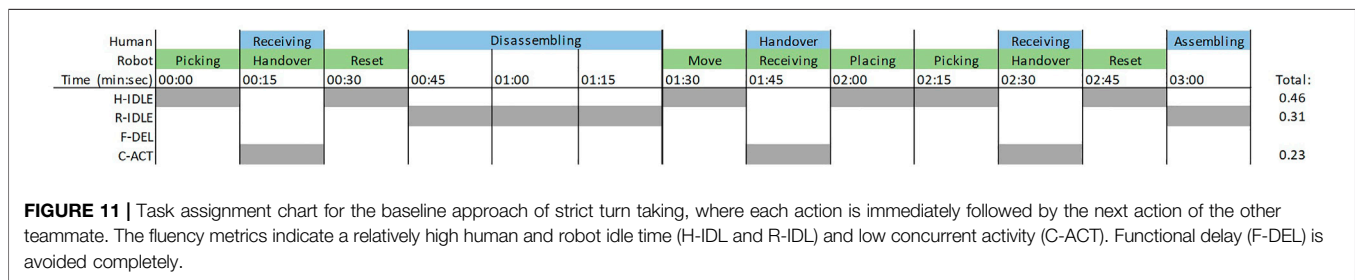 Human Receiving Disassembling Handover Receiving Assembling
Robot Picking Handover Reset Move Receiving Placing Picking Handover Reset
Time (min:sec) 00:00 00:15 00:30 00:45 01:00 01:15 01:30 01:45 02:00 02:15 02:30 02:45 03:00 Total:
H-IDLE 0.46
R-IDLE 0.31
F-DEL
C-ACT 0.23
FIGURE 11 | Task assignment chart for the baseline approach of strict turn taking, where each action is immediately followed by the next action of the other
teammate. The fluency metrics indicate a relatively high human and robot idle time (H-IDL and R-IDL) and low concurrent activity (C-ACT). Functional delay (F-DEL) is
avoided completely.